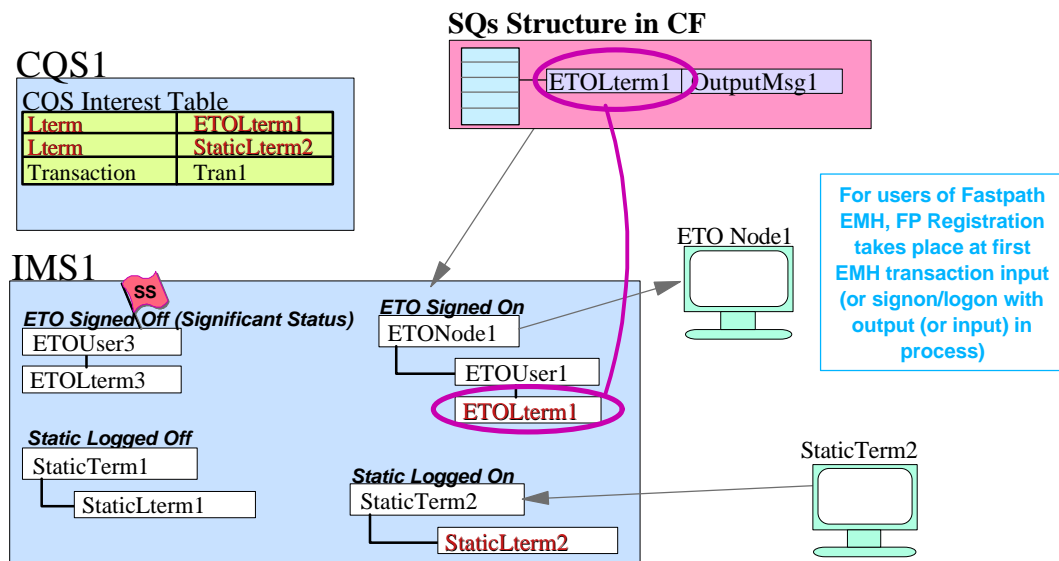 SQs Structure in CF
ETOLterm1 OutputMsg1
CQS1
COS Interest Table
Lterm ETOLterm1
Lterm StaticLterm2
Transaction Tran1
For users of Fastpath
EMH, FP Registration
takes place at first
EMH transaction input
(or signon/logon with
output (or input) in
process)
ETO Node1
IMS1
SS
ETO Signed Off (Significant Status)
ETOUser3
ETOLterm3
ETO Signed On
ETONode1
ETOUser1
ETOLterm1
Static Logged Off
StaticTerm1
StaticLterm1
Static Logged On
StaticTerm2
StaticLterm2
StaticTerm2